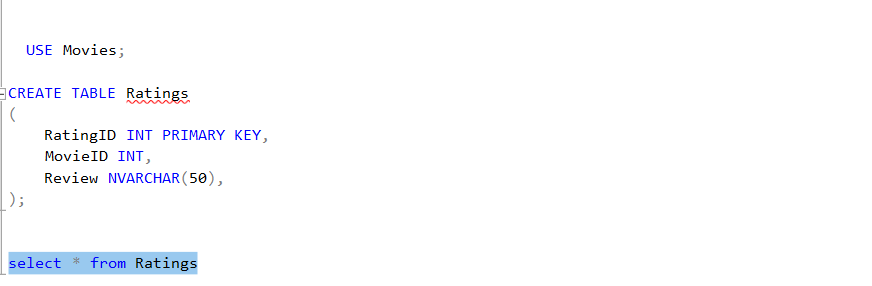 USE Movies;
CREATE TABLE Ratings
(
RatingID INT PRIMARY KEY,
MovieID INT,
Review NVARCHAR(50),
);
select * from Ratings